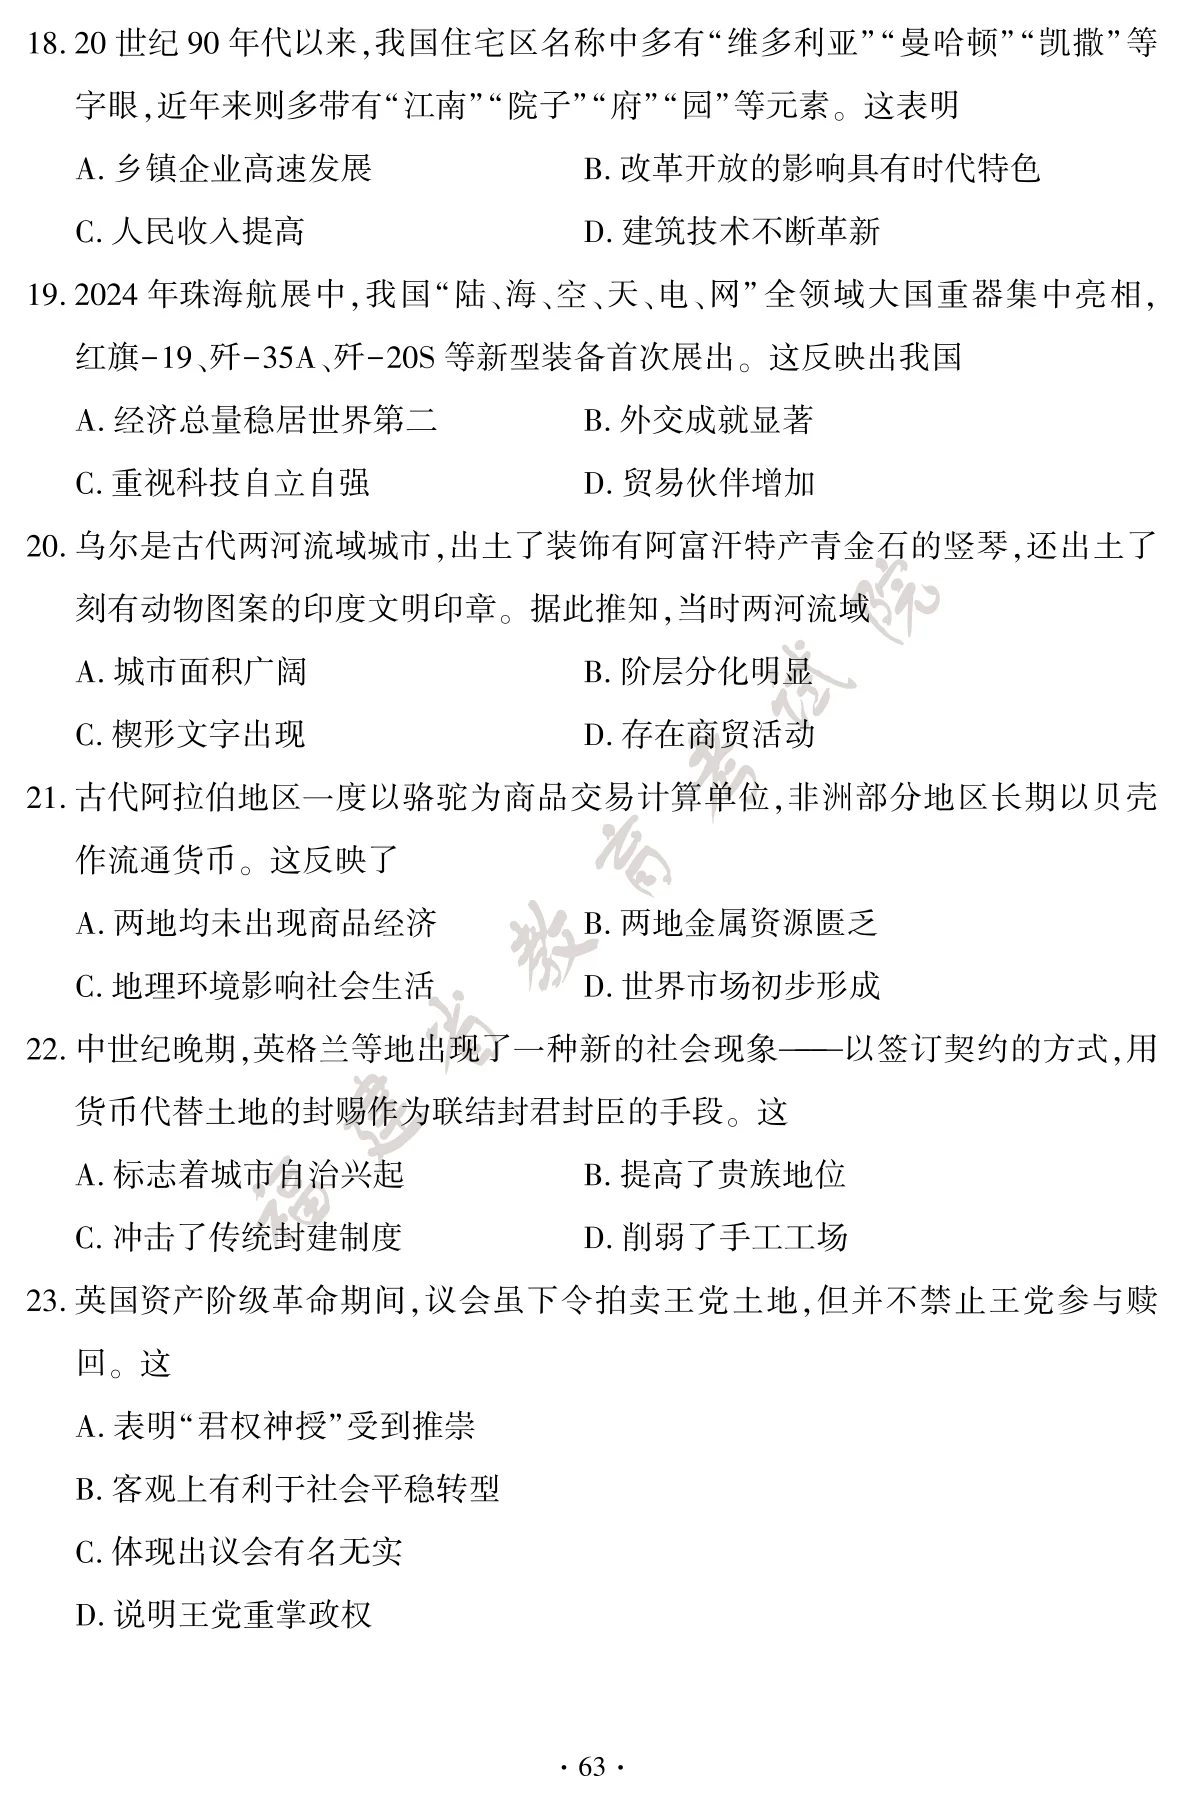 18. 20 世纪 90 年代以来,我国住宅区名称中多有“维多利亚”“曼哈顿”“凯撒”等
字眼,近年来则多带有“江南”“院子”“府”“园”等元素。这表明
A. 乡镇企业高速发展 B. 改革开放的影响具有时代特色
C. 人民收入提高 D. 建筑技术不断革新
19. 2024 年珠海航展中,我国“陆、海、空、天、电、网”全领域大国重器集中亮相,
红旗-19、歼-35A、歼-20S 等新型装备首次展出。这反映出我国
A. 经济总量稳居世界第二 B. 外交成就显著
C. 重视科技自立自强 D. 贸易伙伴增加
20. 乌尔是古代两河流域城市,出土了装饰有阿富汗特产青金石的竖琴,还出土了
刻有动物图案的印度文明印章。据此推知,当时两河流域
A. 城市面积广阔 B. 阶层分化明显
C. 楔形文字出现 D. 存在商贸活动
21. 古代阿拉伯地区一度以骆驼为商品交易计算单位,非洲部分地区长期以贝壳
作流通货币。这反映了
A. 两地均未出现商品经济 B. 两地金属资源匮乏
C. 地理环境影响社会生活 D. 世界市场初步形成
22. 中世纪晚期,英格兰等地出现了一种新的社会现象——以签订契约的方式,用
货币代替土地的封赐作为联结封君封臣的手段。这
A. 标志着城市自治兴起 B. 提高了贵族地位
C. 冲击了传统封建制度 D. 削弱了手工工场
23. 英国资产阶级革命期间,议会虽下令拍卖王党土地,但并不禁止王党参与赎
回。这
A. 表明“君权神授”受到推崇
B. 客观上有利于社会平稳转型
C. 体现出议会有名无实
D. 说明王党重掌政权
· 63 ·
福建省教育考试院